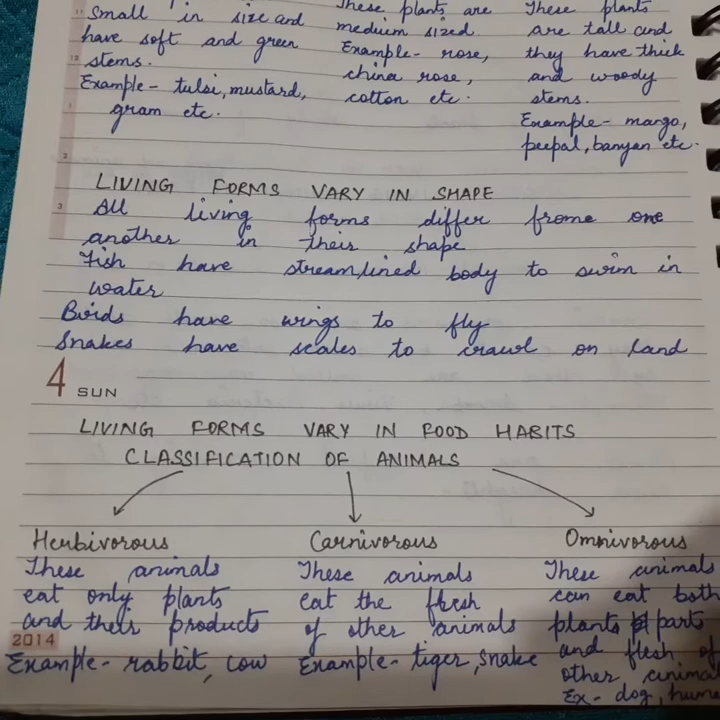 Small in size and
have soft and green
stems.
Example - tulsi, mustard,
gram etc.
These plants are
medium sized.
Example - rose,
china rose,
cotton etc.
These plants
are tall and
they have thick
and woody
stems.
Example - mango,
peepal, banyan etc.
LIVING FORMS VARY IN SHAPE
All living forms differ frome one
another in their shape
Fish have streamlined body to swim in
water
Birds have wings to fly
Snakes have scales to crawl on land
4 SUN
LIVING FORMS VARY IN FOOD HABITS
CLASSIFICATION OF ANIMALS
Herbivorous
These animals
eat only plants
and their products
Example - rabbit, cow
Carnivorous
These animals
eat the flesh
of other animals
Example - tiger, snake
Omnivorous
These animals
can eat both
plants parts
and flesh of
other animal
Ex - dog, huma
2014